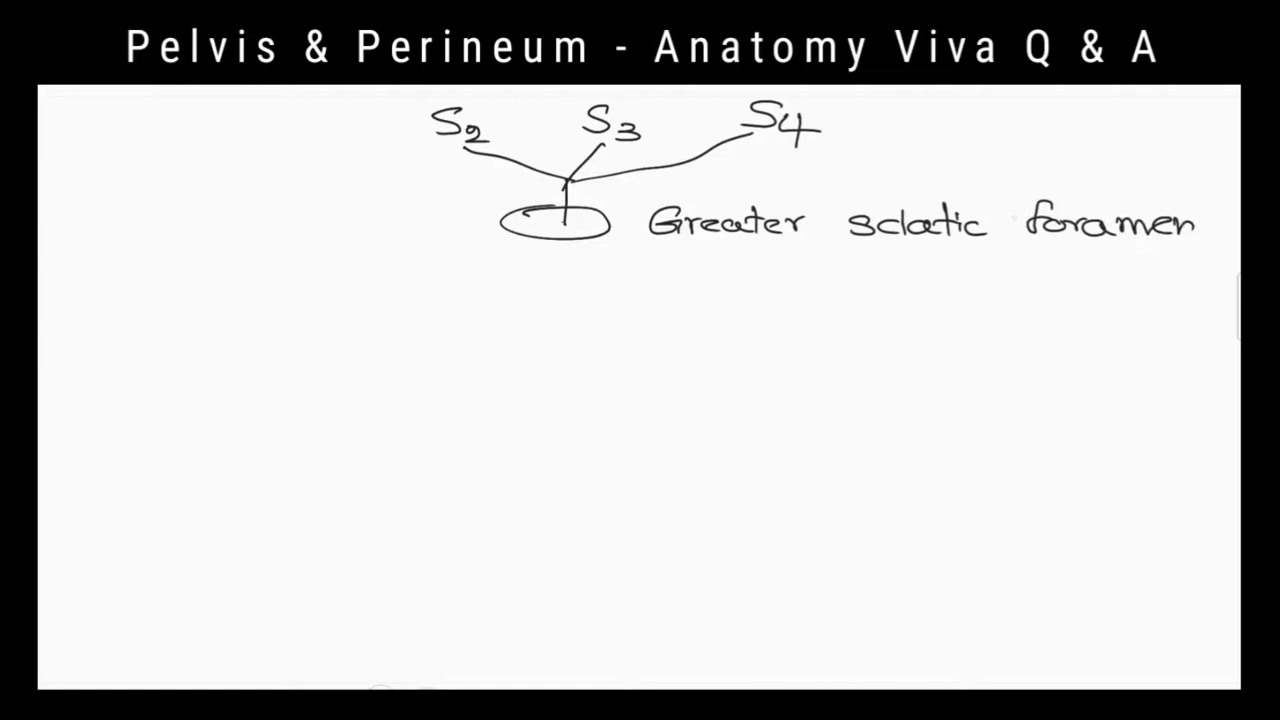 Pelvis & Perineum - Anatomy Viva Q & A
S2 S3 S4
Greater sciatic foramen